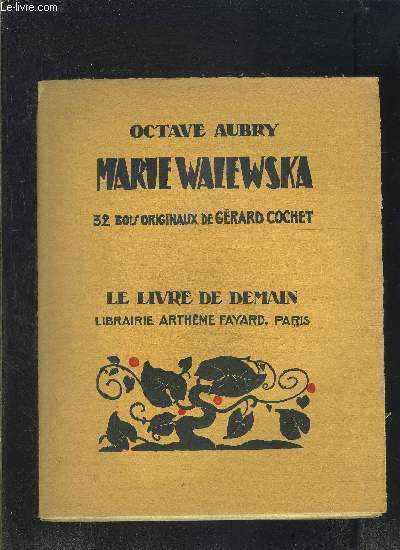 Le-livre.com
OCTAVE AUBRY
MARIE WALEWSKA
32 BOIS ORIGINAUX DE GÉRARD COCHET
LE LIVRE DE DEMAIN
LIBRAIRIE ARTHÈME FAYARD, PARIS